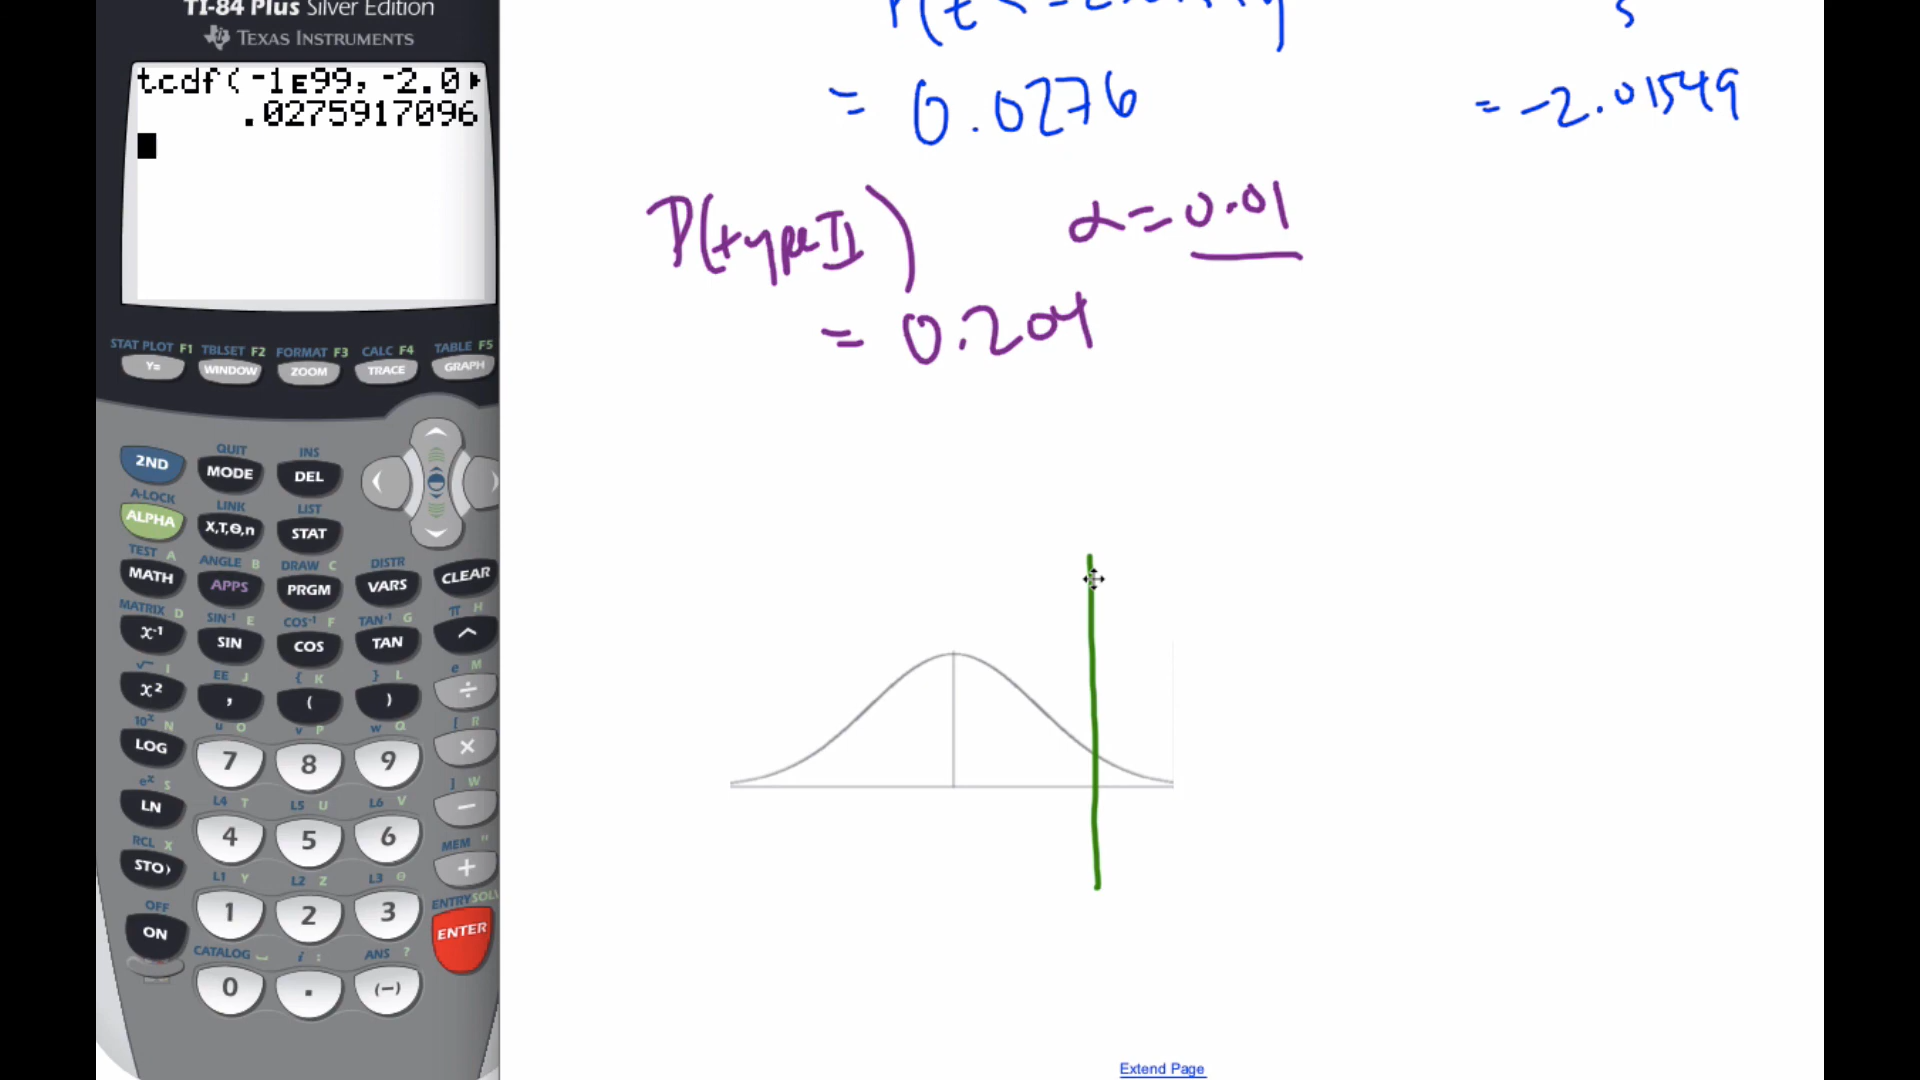 TI-84 Plus Silver Edition
TEXAS INSTRUMENTS
tcdf(-1E99,-2.0
.0275917096
= 0.0276
= -2.01549
P(type II) α = 0.01
= 0.204
STAT PLOT F1 TBLSET F2 FORMAT F3 CALC F4 TABLE F5
Y= WINDOW ZOOM TRACE GRAPH
QUIT INS
2ND MODE DEL
A-LOCK LINK LIST
ALPHA X,T,Θ,n STAT
TEST A ANGLE B DRAW C DISTR
MATH APPS PRGM VARS CLEAR
MATRIX D SIN⁻¹ E COS⁻¹ F TAN⁻¹ G π H
x⁻¹ SIN COS TAN ^
√ I EE J { K } L e M
x² , ( ) ÷
10ˣ N u O v P w Q [ R
LOG 7 8 9 ×
eˣ S L4 T L5 U L6 V ] W
LN 4 5 6 −
RCL X L1 Y L2 Z L3 θ MEM "
STO› 1 2 3 +
OFF CATALOG ⎵ i : ANS ? ENTRY SOLV
ON 0 . (−) ENTER
Extend Page